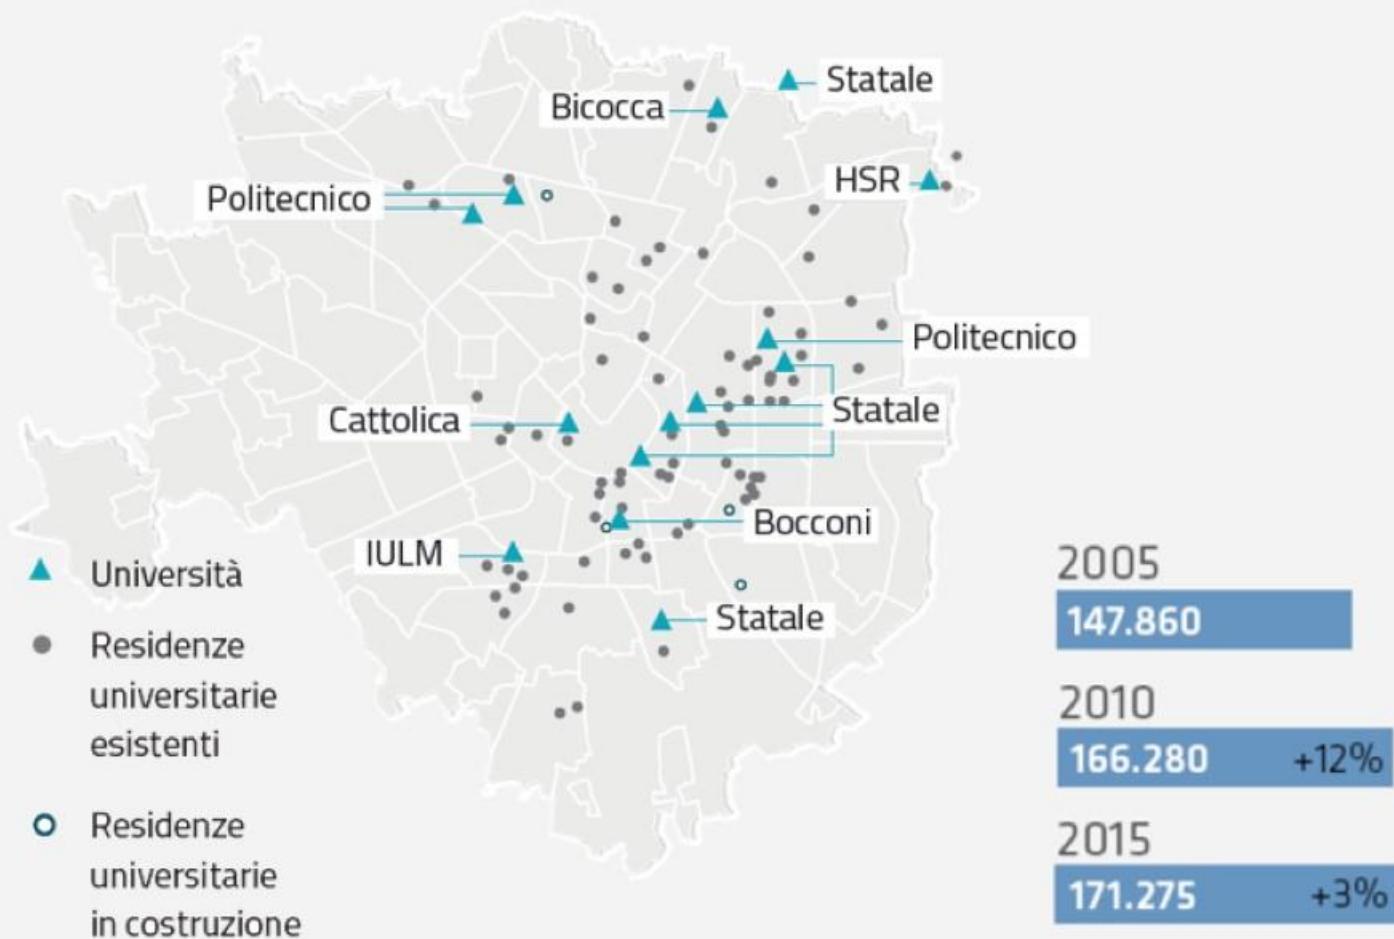 Statale
Bicocca
HSR
Politecnico
Politecnico
Cattolica
Statale
Bocconi
IULM
Statale
Università
Residenze
universitarie
esistenti
Residenze
universitarie
in costruzione
2005
147.860
2010
166.280 +12%
2015
171.275 +3%